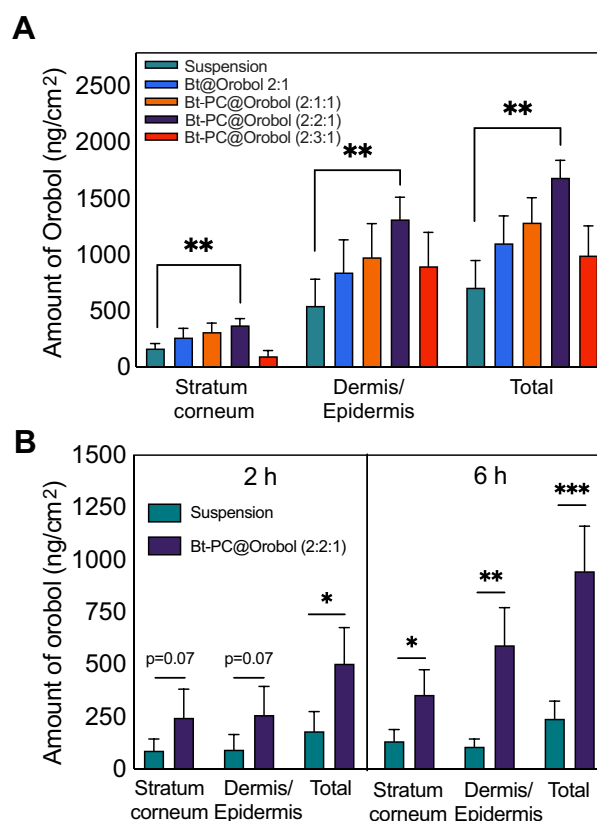 A
Amount of Orobol (ng/cm2)
2500
2000
1500
1000
500
0
Suspension
Bt@Orobol 2:1
Bt-PC@Orobol (2:1:1)
Bt-PC@Orobol (2:2:1)
Bt-PC@Orobol (2:3:1)
**
**
**
Stratum
corneum
Dermis/
Epidermis
Total
B
Amount of orobol (ng/cm²)
1500
1250
1000
750
500
250
0
2 h
6 h
Suspension
Bt-PC@Orobol (2:2:1)
p=0.07
p=0.07
*
*
**
***
Stratum
corneum
Dermis/
Epidermis
Total
Stratum
corneum
Dermis/
Epidermis
Total